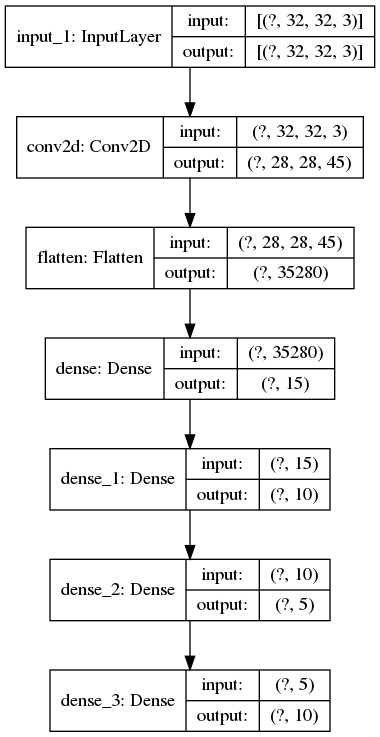 input_1: InputLayer
input: [(?, 32, 32, 3)]
output: [(?, 32, 32, 3)]
conv2d: Conv2D
input: (?, 32, 32, 3)
output: (?, 28, 28, 45)
flatten: Flatten
input: (?, 28, 28, 45)
output: (?, 35280)
dense: Dense
input: (?, 35280)
output: (?, 15)
dense_1: Dense
input: (?, 15)
output: (?, 10)
dense_2: Dense
input: (?, 10)
output: (?, 5)
dense_3: Dense
input: (?, 5)
output: (?, 10)